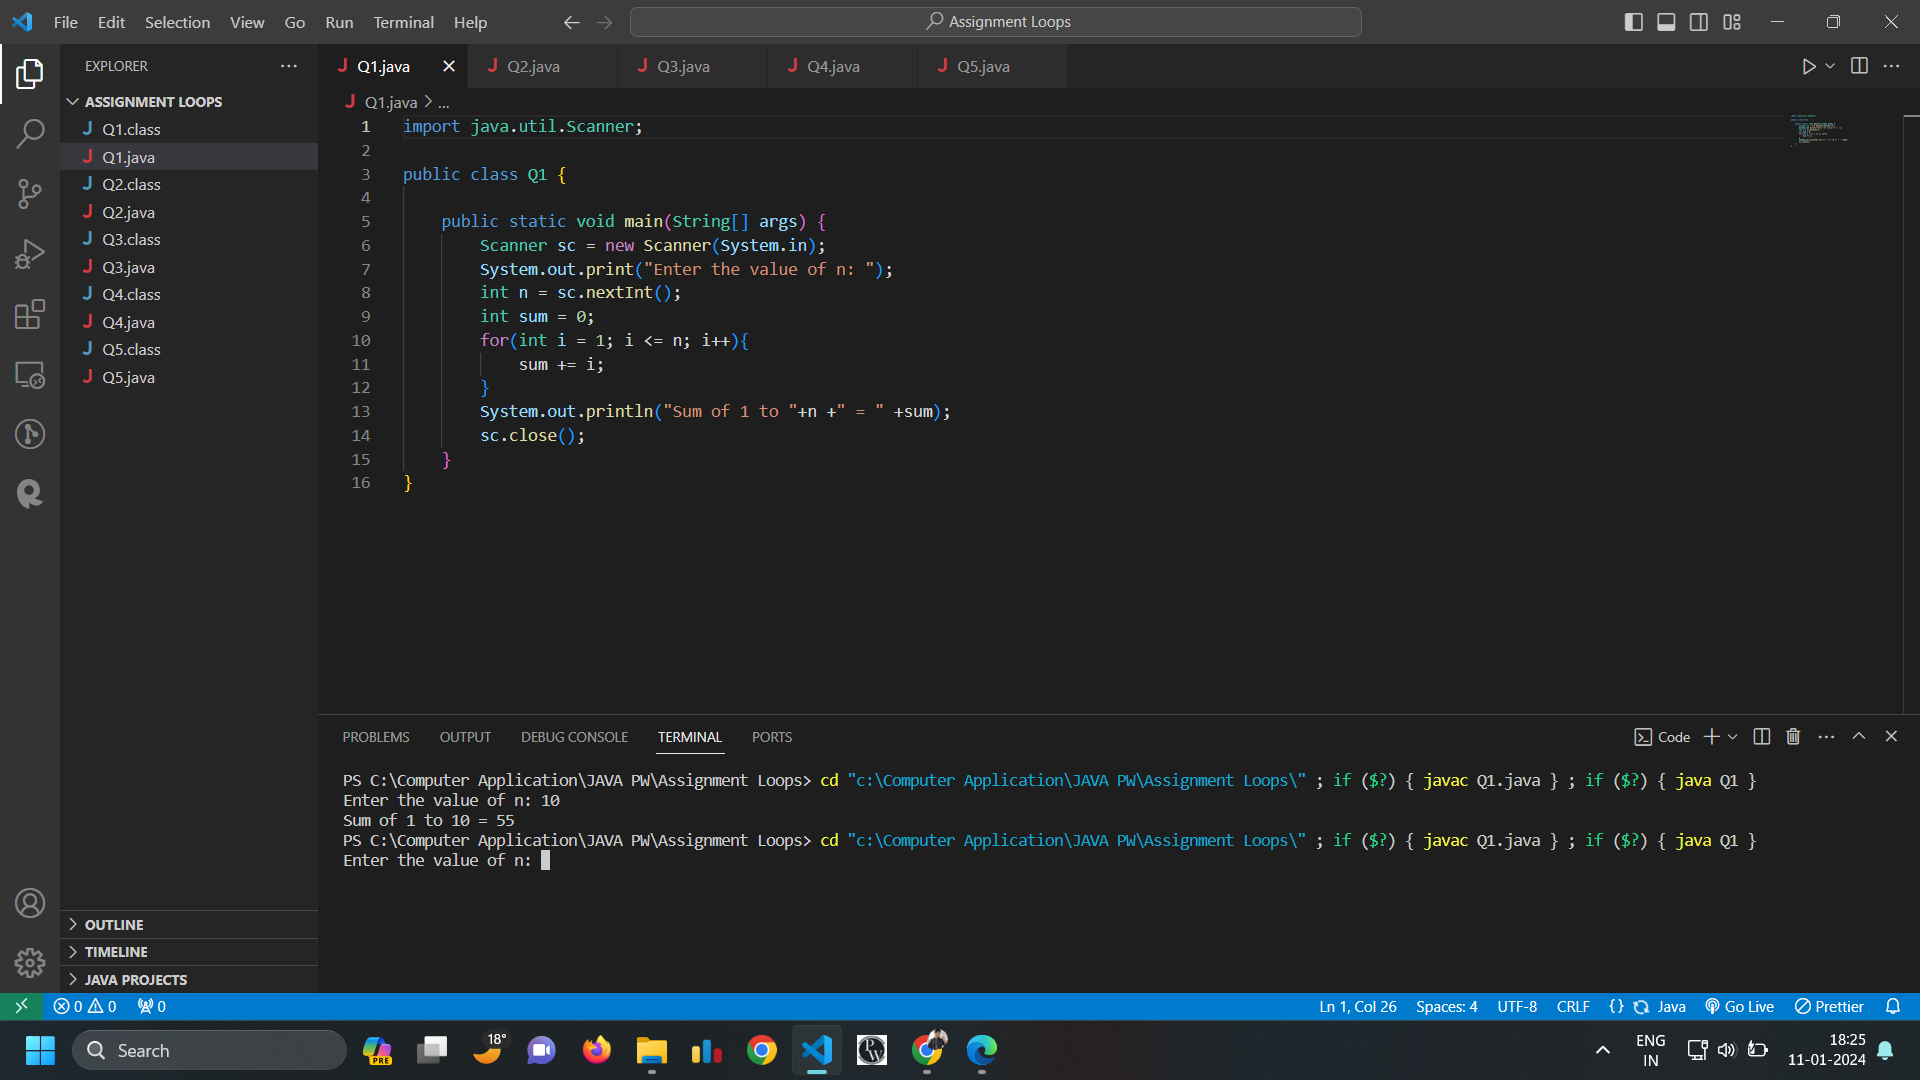 File Edit Selection View Go Run Terminal Help
Assignment Loops
EXPLORER
ASSIGNMENT LOOPS
J Q1.class
J Q1.java
J Q2.class
J Q2.java
J Q3.class
J Q3.java
J Q4.class
J Q4.java
J Q5.class
J Q5.java
OUTLINE
TIMELINE
JAVA PROJECTS
J Q1.java J Q2.java J Q3.java J Q4.java J Q5.java
J Q1.java > ...
1 import java.util.Scanner;
2
3 public class Q1 {
4
5 public static void main(String[] args) {
6 Scanner sc = new Scanner(System.in);
7 System.out.print("Enter the value of n: ");
8 int n = sc.nextInt();
9 int sum = 0;
10 for(int i = 1; i <= n; i++){
11 sum += i;
12 }
13 System.out.println("Sum of 1 to "+n +" = " +sum);
14 sc.close();
15 }
16 }
PROBLEMS OUTPUT DEBUG CONSOLE TERMINAL PORTS
Code
PS C:\Computer Application\JAVA PW\Assignment Loops> cd "c:\Computer Application\JAVA PW\Assignment Loops\" ; if ($?) { javac Q1.java } ; if ($?) { java Q1 }
Enter the value of n: 10
Sum of 1 to 10 = 55
PS C:\Computer Application\JAVA PW\Assignment Loops> cd "c:\Computer Application\JAVA PW\Assignment Loops\" ; if ($?) { javac Q1.java } ; if ($?) { java Q1 }
Enter the value of n:
0 0 0
Ln 1, Col 26 Spaces: 4 UTF-8 CRLF {} Java Go Live Prettier
Search
PRE
18°
PW
ENG
IN
18:25
11-01-2024